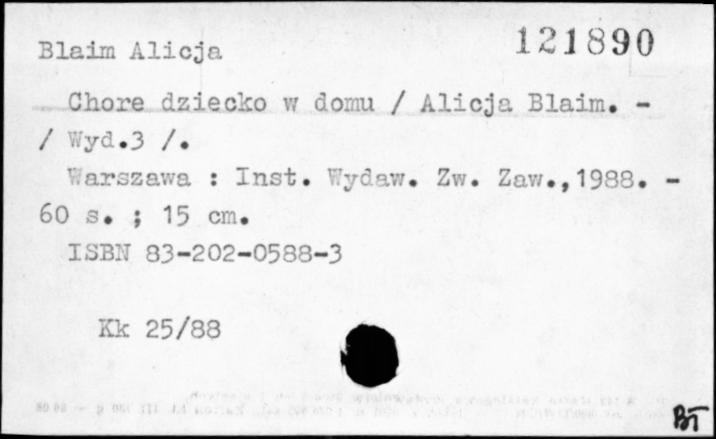 Blaim Alicja 121890
Chore dziecko w domu / Alicja Blaim. -
/ Wyd.3 /.
Warszawa : Inst. Wydaw. Zw. Zaw.,1988. -
60 s. ; 15 cm.
ISBN 83-202-0588-3
Kk 25/88
BT